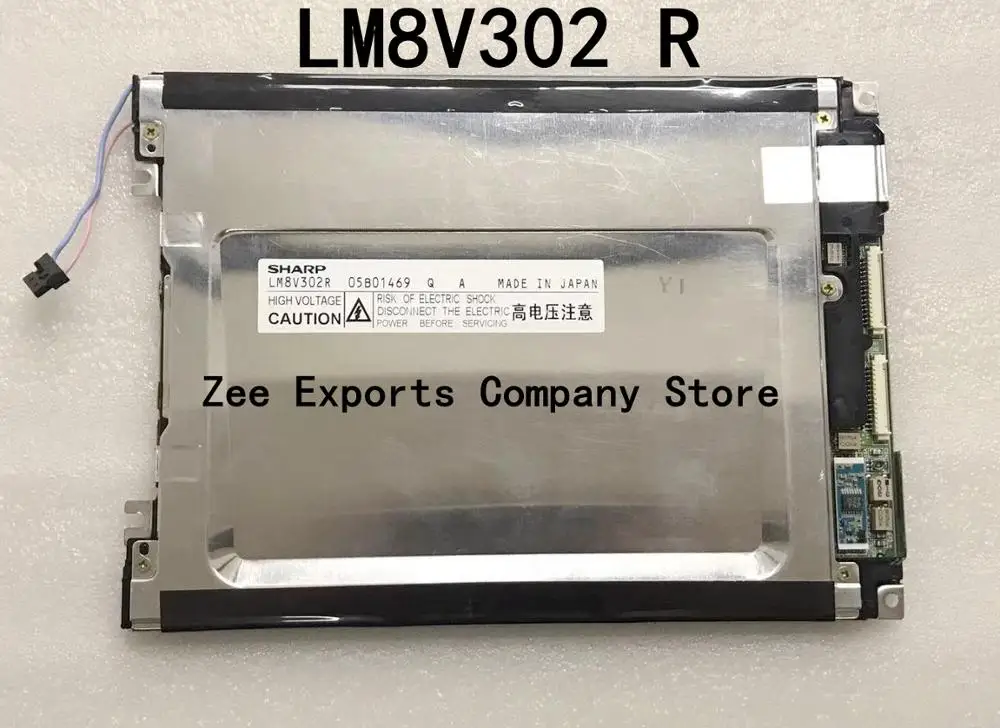 LM8V302 R
SHARP
LM8V302R 05B01469 Q A MADE IN JAPAN
HIGH VOLTAGE
CAUTION
RISK OF ELECTRIC SHOCK
DISCONNECT THE ELECTRIC
POWER BEFORE SERVICING
高电压注意
Y1
Zee Exports Company Store